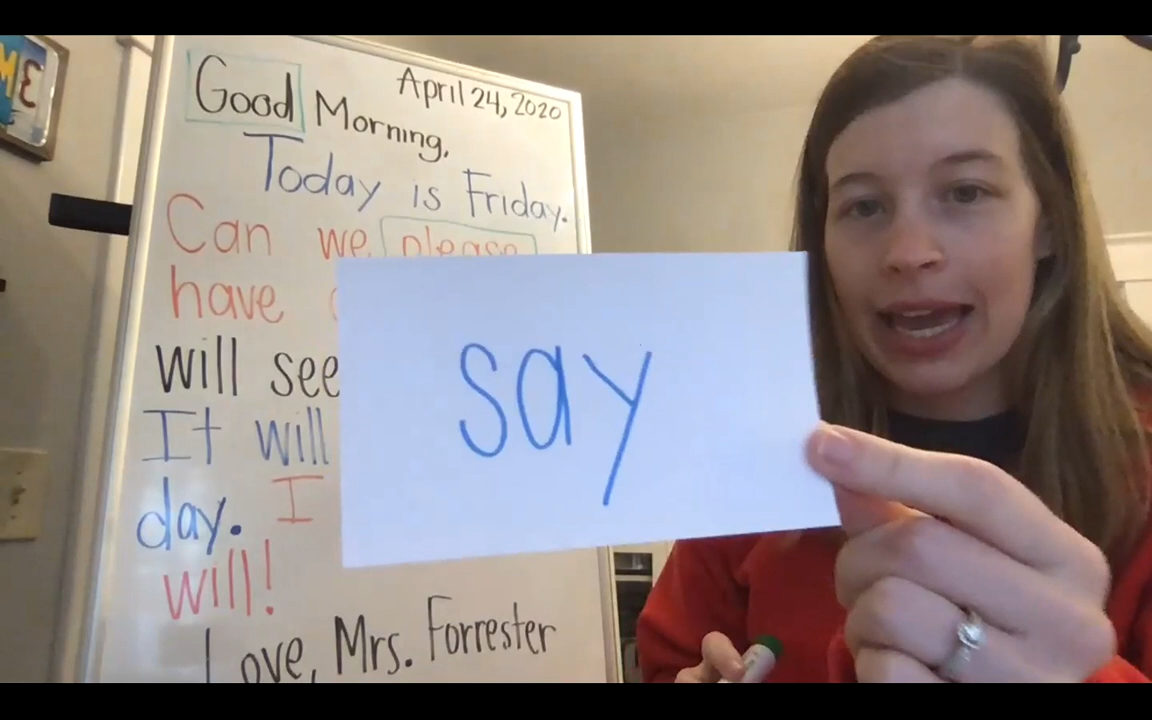 April 24, 2020
Good Morning,
Today is Friday.
Can we please
have
will see
It will
day. I
will!
Love, Mrs. Forrester
say